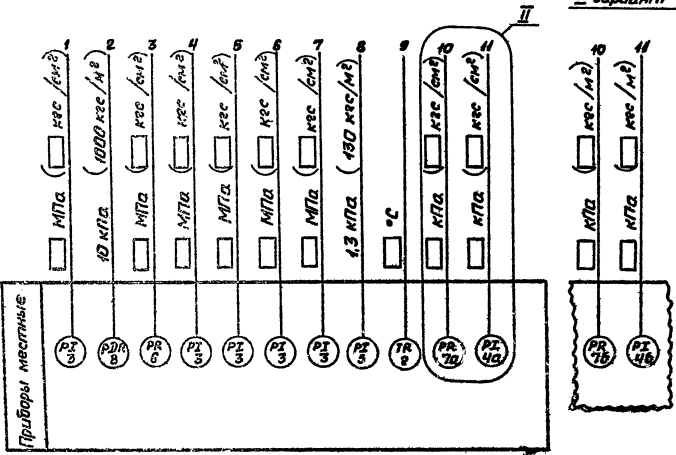 II
вариант
1
2
3
4
5
6
7
8
9
10
11
10
11
МПа (кгс/см²)
10 кПа (1000 кгс/м²)
МПа (кгс/см²)
МПа (кгс/см²)
МПа (кгс/см²)
МПа (кгс/см²)
МПа (кгс/см²)
1,3 кПа (130 кгс/м²)
°С
кПа (кгс/см²)
кПа (кгс/см²)
кПа (кгс/м²)
кПа (кгс/м²)
Приборы местные
PI 3
8
PR 6
PI 3
PI 3
PI 3
PI 3
PI 5
TR 9
PR 7а
PI 4а
PR 7б
PI 4б